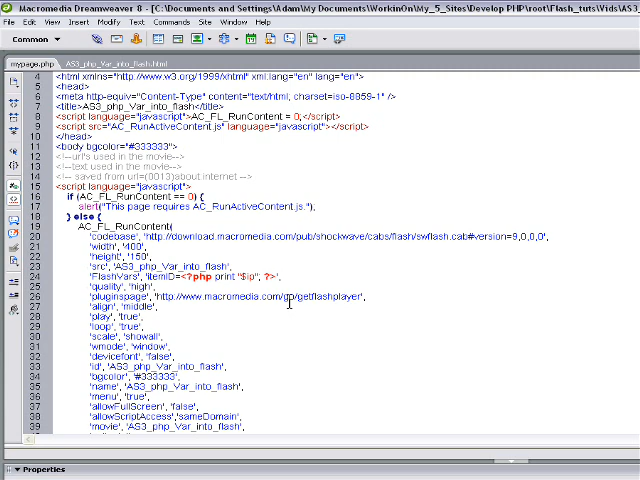 Macromedia Dreamweaver 8 - [C:\Documents and Settings\Adam\My Documents\WorkinOn\My_5_Sites\Develop PHP\root\Flash_tuts\Vids\AS3_
File Edit View Insert Modify Text Commands Site Window Help
Common
mypage.php AS3_php_Var_into_flash.html
4 <html xmlns="http://www.w3.org/1999/xhtml" xml:lang="en" lang="en">
5 <head>
6 <meta http-equiv="Content-Type" content="text/html; charset=iso-8859-1" />
7 <title>AS3_php_Var_into_flash</title>
8 <script language="javascript">AC_FL_RunContent = 0;</script>
9 <script src="AC_RunActiveContent.js" language="javascript"></script>
10 </head>
11 <body bgcolor="#333333">
12 <!--url's used in the movie-->
13 <!--text used in the movie-->
14 <!-- saved from url=(0013)about:internet -->
15 <script language="javascript">
16 if (AC_FL_RunContent == 0) {
17 alert("This page requires AC_RunActiveContent.js.");
18 } else {
19 AC_FL_RunContent(
20 'codebase', 'http://download.macromedia.com/pub/shockwave/cabs/flash/swflash.cab#version=9,0,0,0',
21 'width', '400',
22 'height', '150',
23 'src', 'AS3_php_Var_into_flash',
24 'FlashVars', 'itemID=<?php print "$ip"; ?>',
25 'quality', 'high',
26 'pluginspage', 'http://www.macromedia.com/go/getflashplayer',
27 'align', 'middle',
28 'play', 'true',
29 'loop', 'true',
30 'scale', 'showall',
31 'wmode', 'window',
32 'devicefont', 'false',
33 'id', 'AS3_php_Var_into_flash',
34 'bgcolor', '#333333',
35 'name', 'AS3_php_Var_into_flash',
36 'menu', 'true',
37 'allowFullScreen', 'false',
38 'allowScriptAccess','sameDomain',
39 'movie', 'AS3_php_Var_into_flash',
Properties